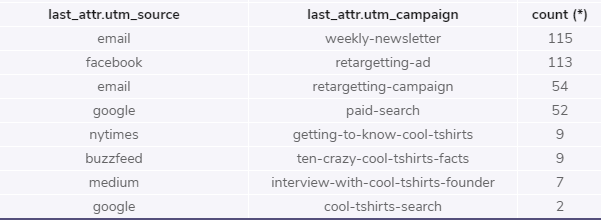 last_attr.utm_source last_attr.utm_campaign count (*)
email weekly-newsletter 115
facebook retargetting-ad 113
email retargetting-campaign 54
google paid-search 52
nytimes getting-to-know-cool-tshirts 9
buzzfeed ten-crazy-cool-tshirts-facts 9
medium interview-with-cool-tshirts-founder 7
google cool-tshirts-search 2